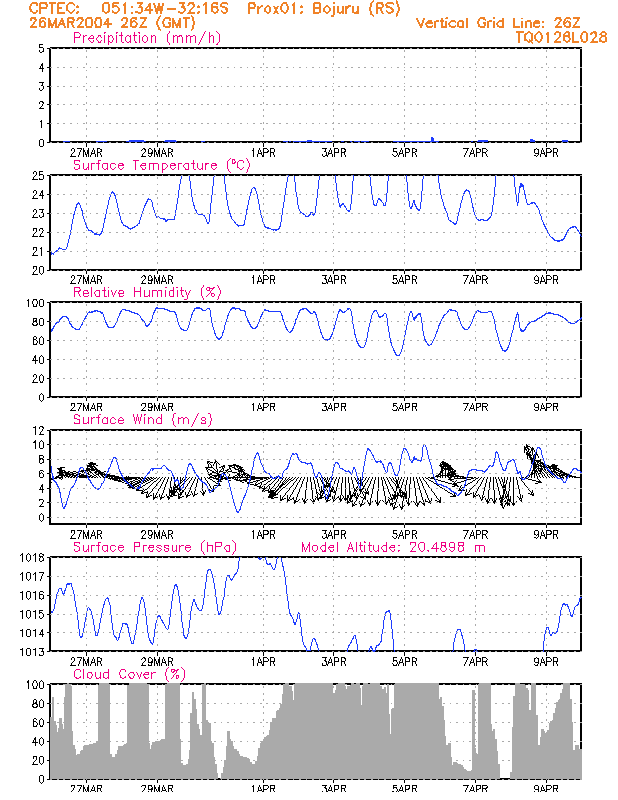 CPTEC: 051:34W-32:16S Prox01: Bojuru (RS)
26MAR2004 26Z (GMT) Vertical Grid Line: 26Z
Precipitation (mm/h) TQ0126L028
5
4
3
2
1
0
27MAR 29MAR 1APR 3APR 5APR 7APR 9APR
Surface Temperature (ºC)
25
24
23
22
21
20
27MAR 29MAR 1APR 3APR 5APR 7APR 9APR
Relative Humidity (%)
100
80
60
40
20
0
27MAR 29MAR 1APR 3APR 5APR 7APR 9APR
Surface Wind (m/s)
12
10
8
6
4
2
0
27MAR 29MAR 1APR 3APR 5APR 7APR 9APR
Surface Pressure (hPa) Model Altitude: 20.4898 m
1018
1017
1016
1015
1014
1013
27MAR 29MAR 1APR 3APR 5APR 7APR 9APR
Cloud Cover (%)
100
80
60
40
20
0
27MAR 29MAR 1APR 3APR 5APR 7APR 9APR